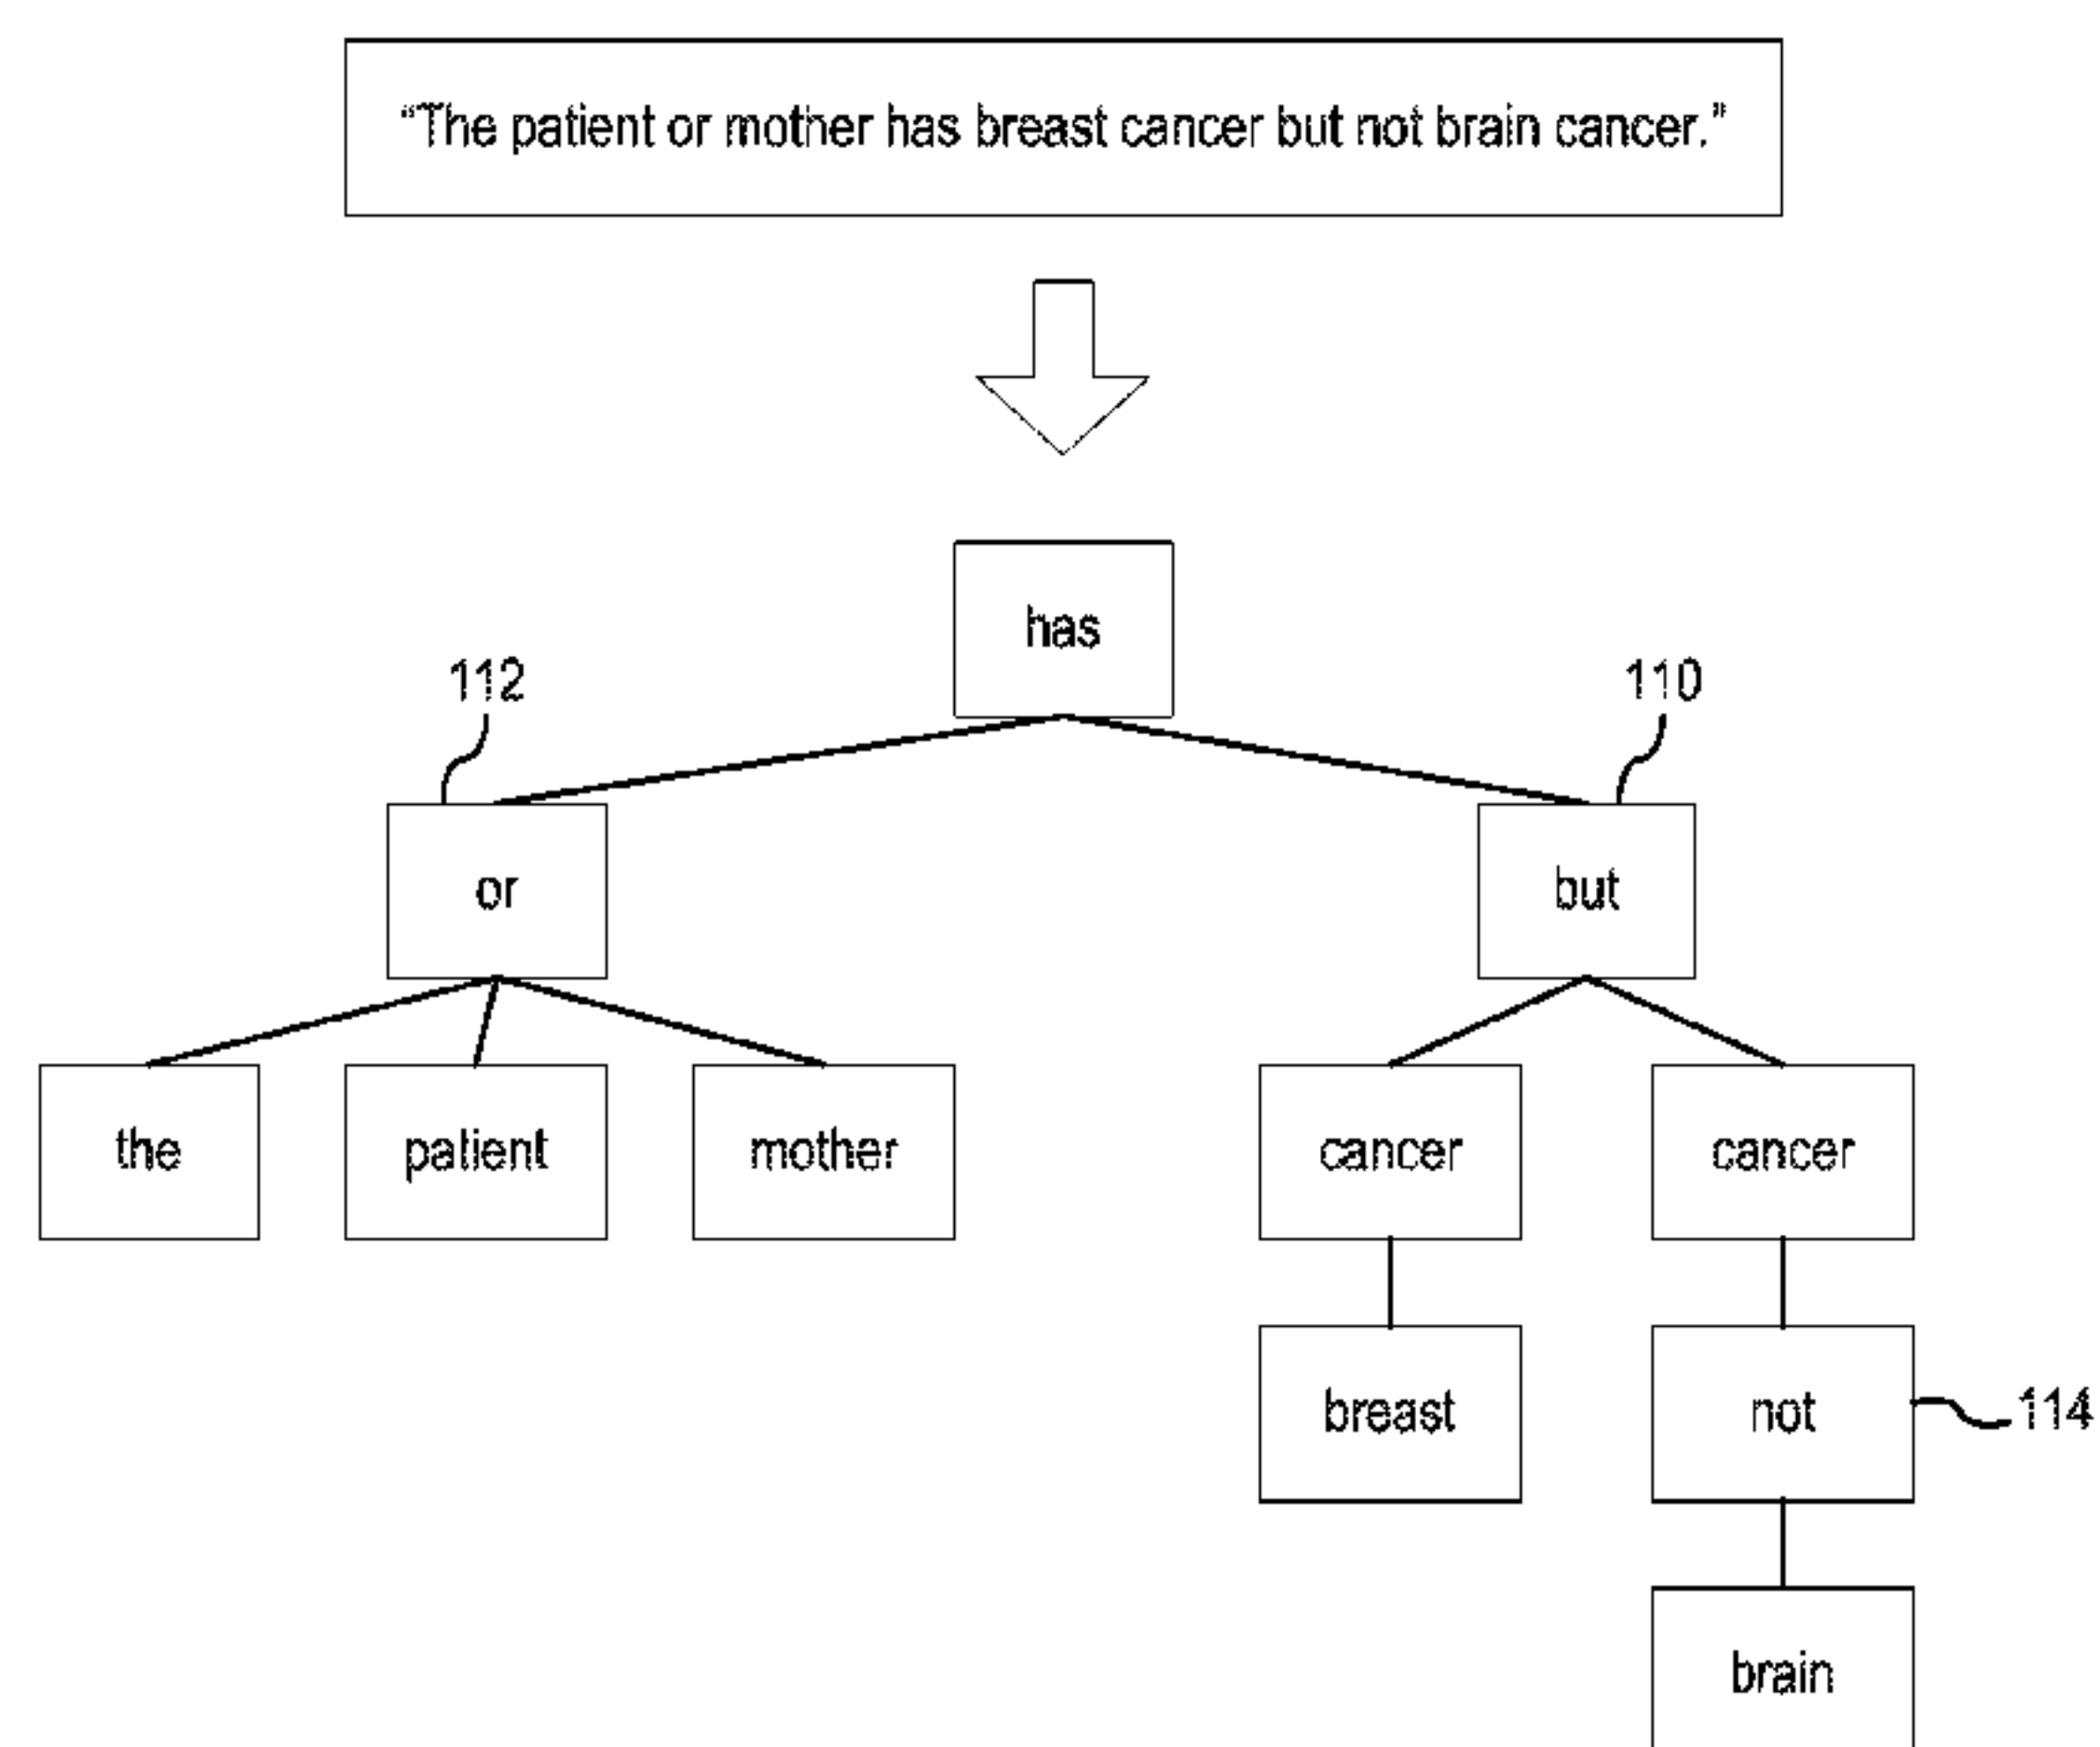 “The patient or mother has breast cancer but not brain cancer.”
has
112
110
or
but
the
patient
mother
cancer
cancer
breast
not
114
brain